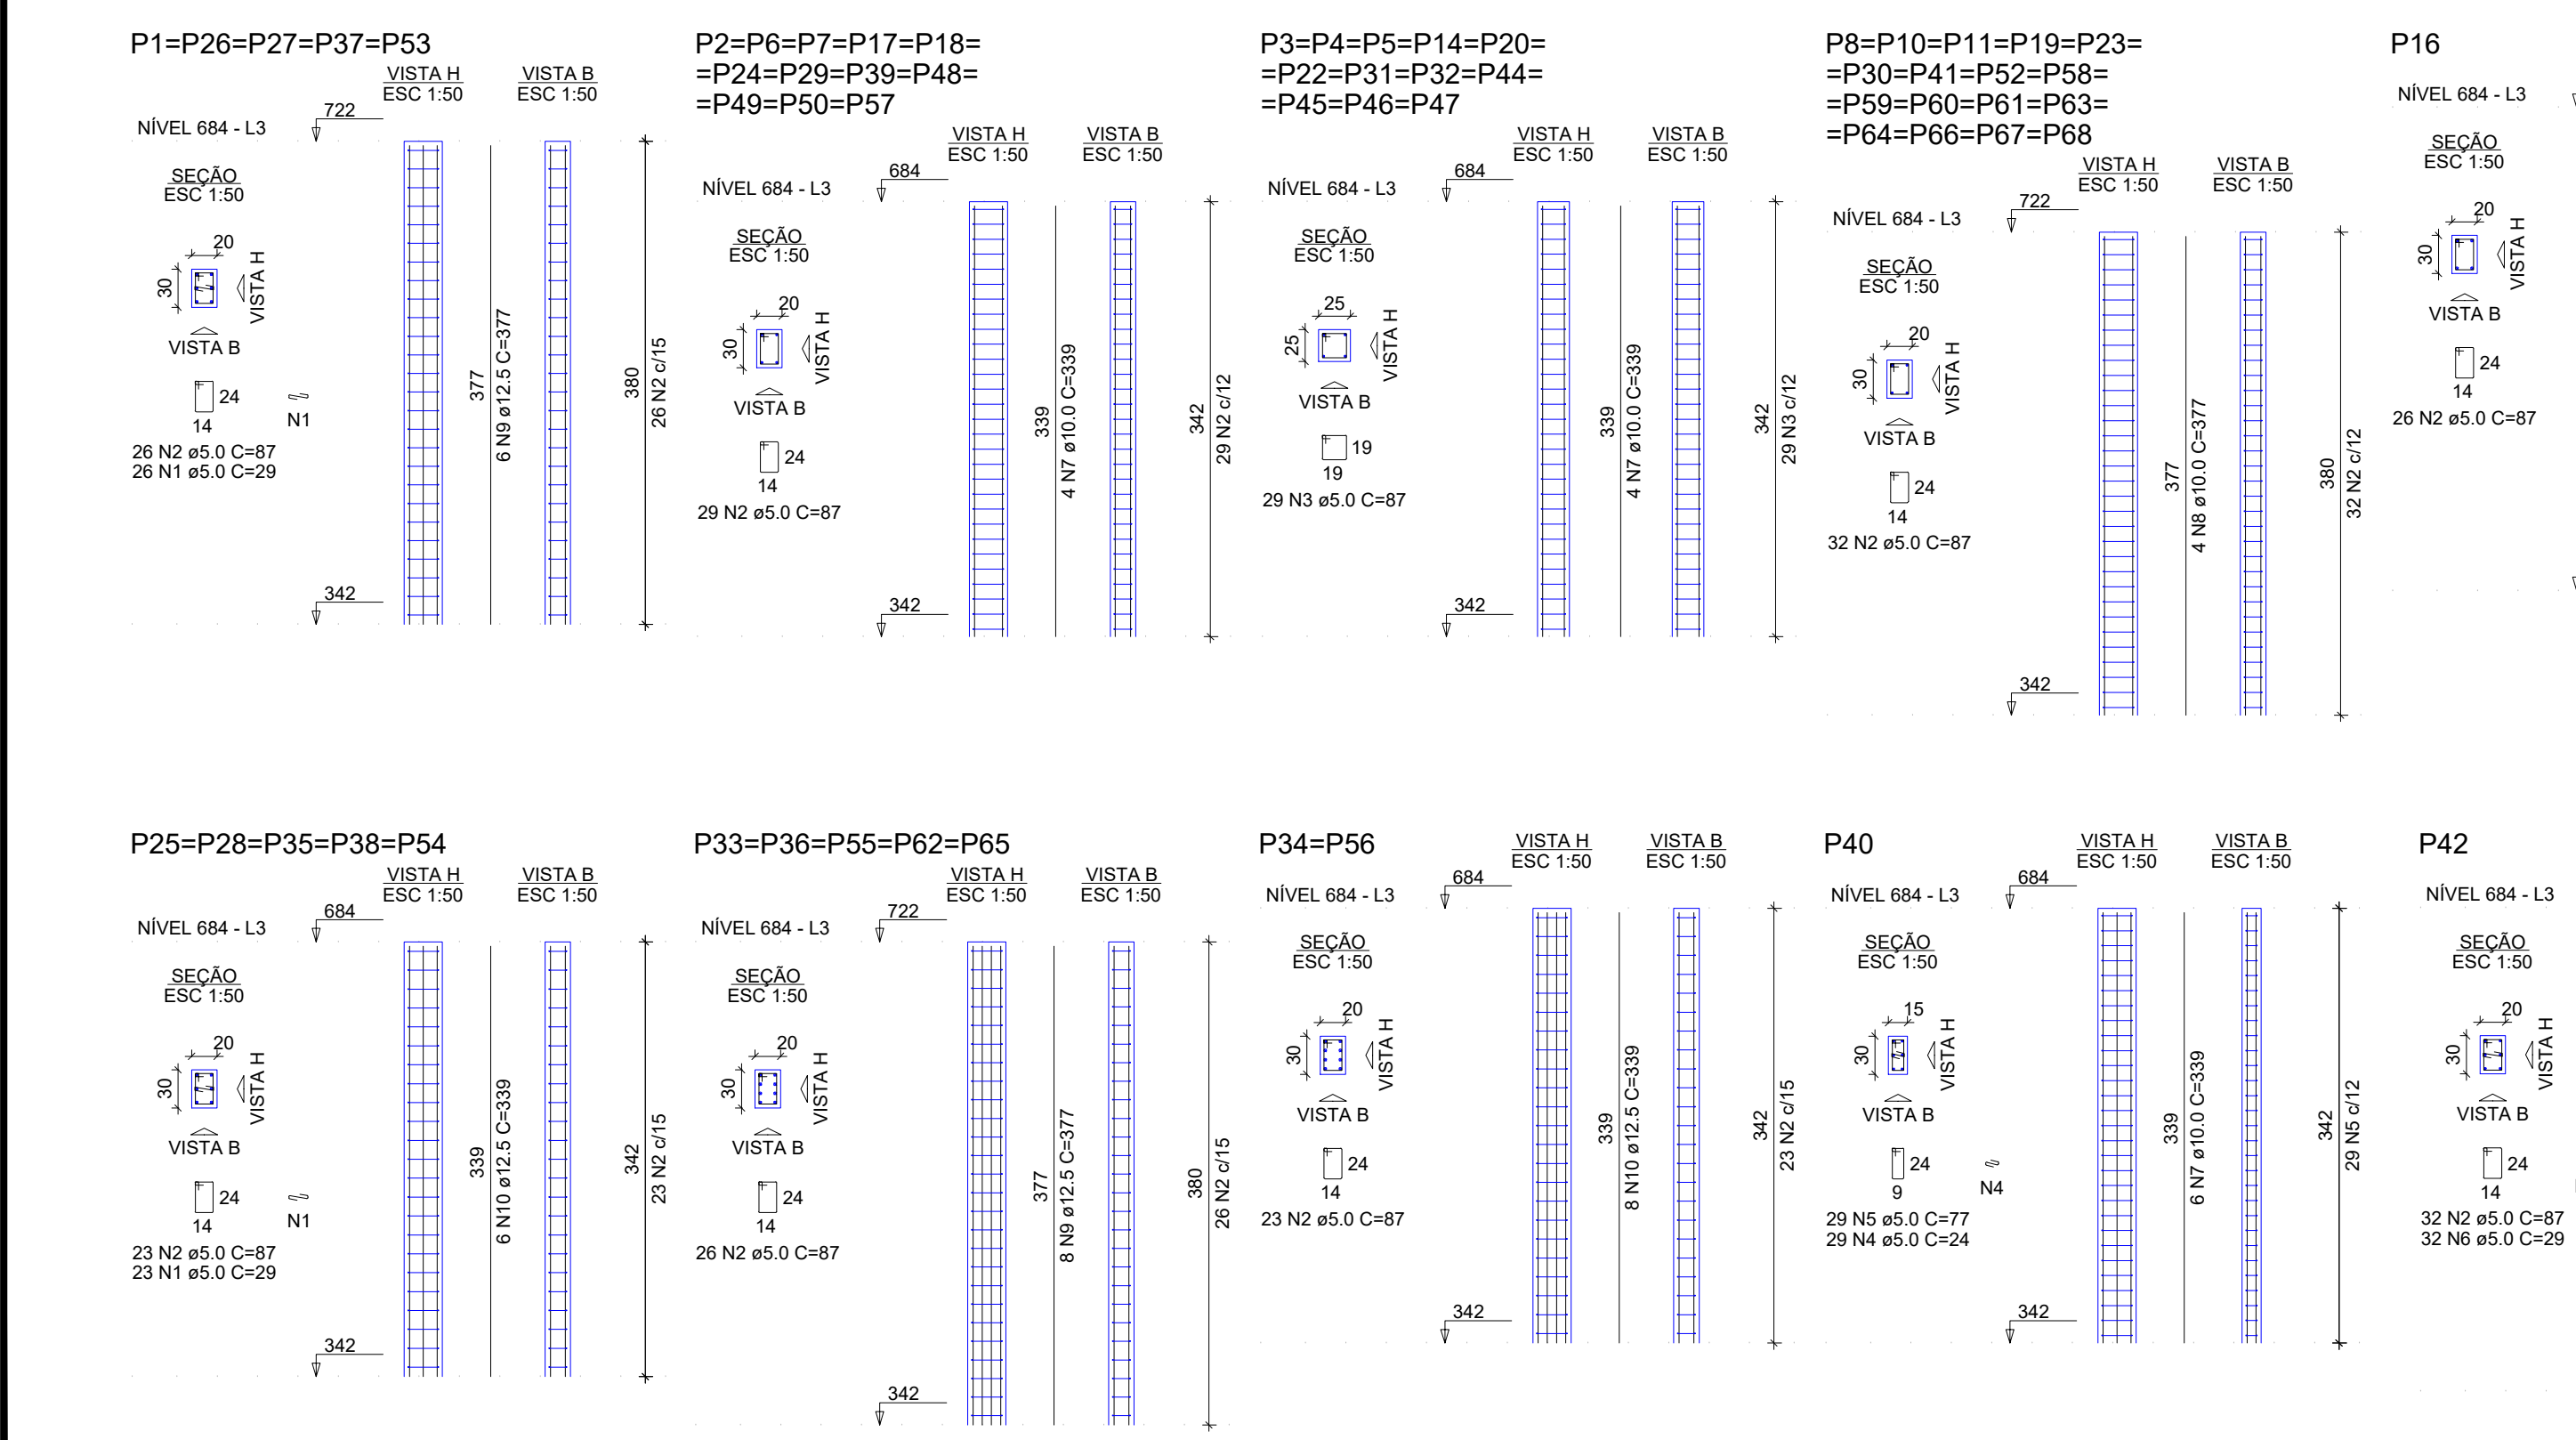 P1=P26=P27=P37=P53
VISTA H
ESC 1:50
VISTA B
ESC 1:50
NÍVEL 684 - L3
722
SEÇÃO
ESC 1:50
20
30
VISTA H
VISTA B
24
14
N1
26 N2 ø5.0 C=87
26 N1 ø5.0 C=29
342
377
6 N9 ø12.5 C=377
380
26 N2 c/15
P2=P6=P7=P17=P18=
=P24=P29=P39=P48=
=P49=P50=P57
VISTA H
ESC 1:50
VISTA B
ESC 1:50
NÍVEL 684 - L3
684
SEÇÃO
ESC 1:50
20
30
VISTA H
VISTA B
24
14
29 N2 ø5.0 C=87
342
339
4 N7 ø10.0 C=339
342
29 N2 c/12
P3=P4=P5=P14=P20=
=P22=P31=P32=P44=
=P45=P46=P47
VISTA H
ESC 1:50
VISTA B
ESC 1:50
NÍVEL 684 - L3
684
SEÇÃO
ESC 1:50
25
25
VISTA H
VISTA B
19
19
29 N3 ø5.0 C=87
342
339
4 N7 ø10.0 C=339
342
29 N3 c/12
P8=P10=P11=P19=P23=
=P30=P41=P52=P58=
=P59=P60=P61=P63=
=P64=P66=P67=P68
VISTA H
ESC 1:50
VISTA B
ESC 1:50
NÍVEL 684 - L3
722
SEÇÃO
ESC 1:50
20
30
VISTA H
VISTA B
24
14
32 N2 ø5.0 C=87
342
377
4 N8 ø10.0 C=377
380
32 N2 c/12
P16
NÍVEL 684 - L3
SEÇÃO
ESC 1:50
20
30
VISTA H
VISTA B
24
14
26 N2 ø5.0 C=87
P25=P28=P35=P38=P54
VISTA H
ESC 1:50
VISTA B
ESC 1:50
NÍVEL 684 - L3
684
SEÇÃO
ESC 1:50
20
30
VISTA H
VISTA B
24
14
N1
23 N2 ø5.0 C=87
23 N1 ø5.0 C=29
342
339
6 N10 ø12.5 C=339
342
23 N2 c/15
P33=P36=P55=P62=P65
VISTA H
ESC 1:50
VISTA B
ESC 1:50
NÍVEL 684 - L3
722
SEÇÃO
ESC 1:50
20
30
VISTA H
VISTA B
24
14
26 N2 ø5.0 C=87
342
377
8 N9 ø12.5 C=377
380
26 N2 c/15
P34=P56
VISTA H
ESC 1:50
VISTA B
ESC 1:50
NÍVEL 684 - L3
684
SEÇÃO
ESC 1:50
20
30
VISTA H
VISTA B
24
14
23 N2 ø5.0 C=87
342
339
8 N10 ø12.5 C=339
342
23 N2 c/15
P40
VISTA H
ESC 1:50
VISTA B
ESC 1:50
NÍVEL 684 - L3
684
SEÇÃO
ESC 1:50
15
30
VISTA H
VISTA B
24
9
N4
29 N5 ø5.0 C=77
29 N4 ø5.0 C=24
342
339
6 N7 ø10.0 C=339
342
29 N5 c/12
P42
NÍVEL 684 - L3
SEÇÃO
ESC 1:50
20
30
VISTA H
VISTA B
24
14
32 N2 ø5.0 C=87
32 N6 ø5.0 C=29